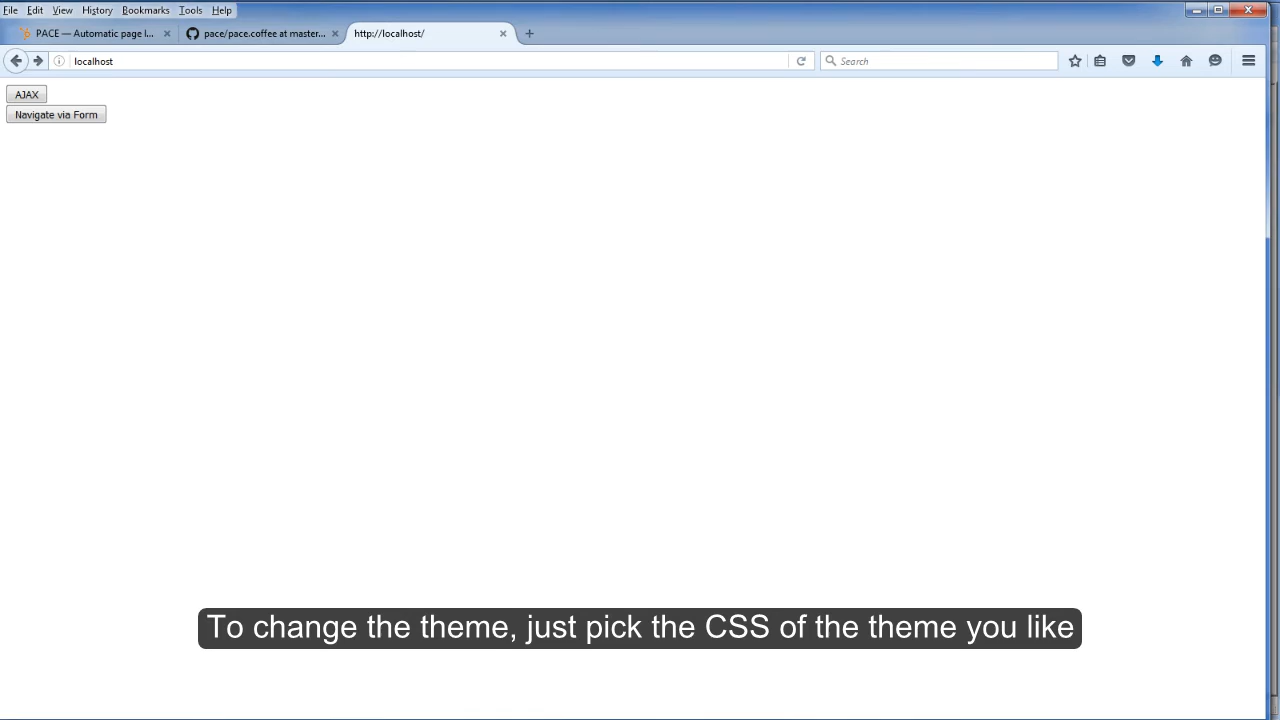 File Edit View History Bookmarks Tools Help
PACE — Automatic page l... pace/pace.coffee at master... http://localhost/
localhost Search
AJAX
Navigate via Form
To change the theme, just pick the CSS of the theme you like